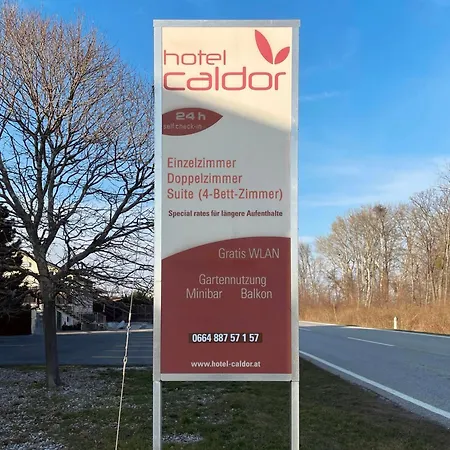 hotel
caldor
24 h
self check-in
Einzelzimmer
Doppelzimmer
Suite (4-Bett-Zimmer)
Special rates für längere Aufenthalte
Gratis WLAN
Gartennutzung
Minibar Balkon
0664 887 57 1 57
www.hotel-caldor.at